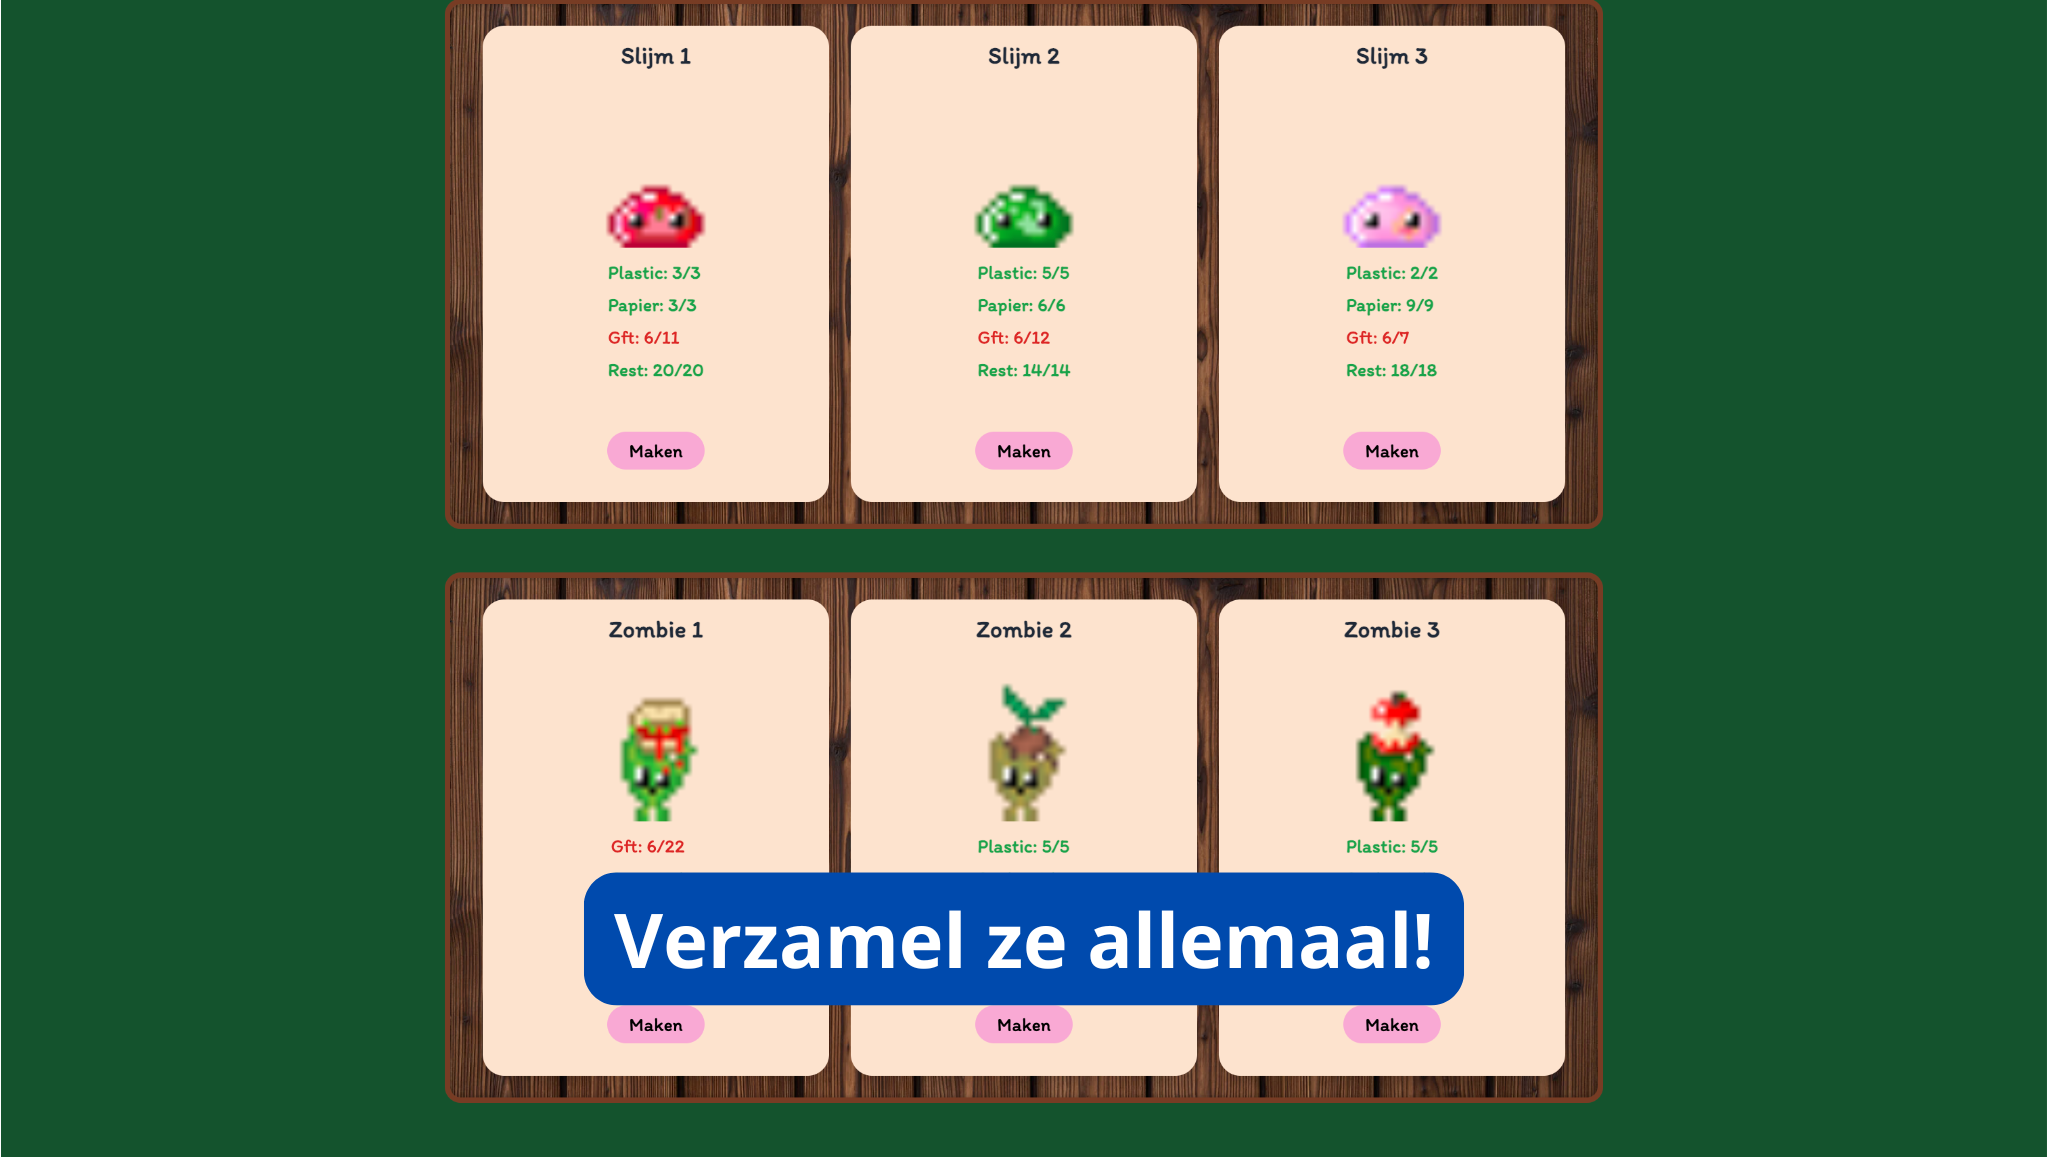 Slijm 1
Slijm 2
Slijm 3
Plastic: 3/3
Papier: 3/3
Gft: 6/11
Rest: 20/20
Plastic: 5/5
Papier: 6/6
Gft: 6/12
Rest: 14/14
Plastic: 2/2
Papier: 9/9
Gft: 6/7
Rest: 18/18
Maken
Maken
Maken
Zombie 1
Zombie 2
Zombie 3
Gft: 6/22
Plastic: 5/5
Plastic: 5/5
Verzamel ze allemaal!
Maken
Maken
Maken